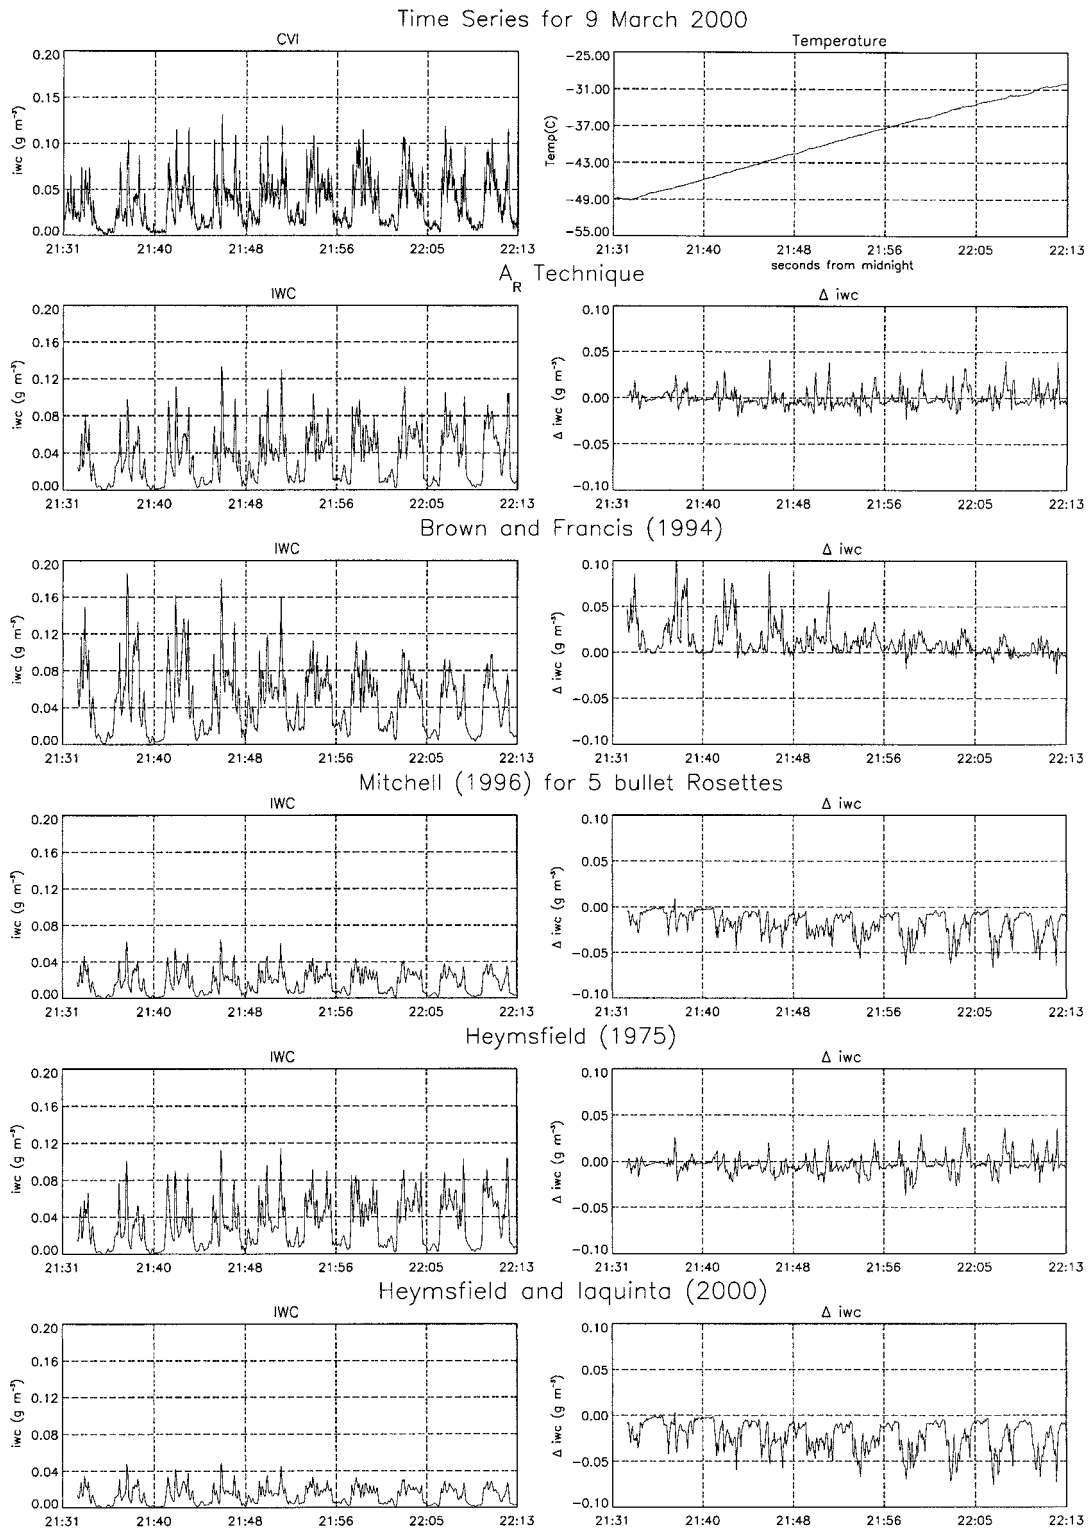 Time Series for 9 March 2000
CVI
Temperature
0.20
0.15
0.10
0.05
0.00
iwc (g m⁻³)
21:31 21:40 21:48 21:56 22:05 22:13
−25.00
−31.00
−37.00
−43.00
−49.00
−55.00
Temp(C)
21:31 21:40 21:48 21:56 22:05 22:13
seconds from midnight
A_R Technique
IWC
Δ iwc
0.20
0.16
0.12
0.08
0.04
0.00
iwc (g m⁻³)
21:31 21:40 21:48 21:56 22:05 22:13
0.10
0.05
0.00
−0.05
−0.10
Δ iwc (g m⁻³)
21:31 21:40 21:48 21:56 22:05 22:13
Brown and Francis (1994)
IWC
Δ iwc
0.20
0.16
0.12
0.08
0.04
0.00
iwc (g m⁻³)
21:31 21:40 21:48 21:56 22:05 22:13
0.10
0.05
0.00
−0.05
−0.10
Δ iwc (g m⁻³)
21:31 21:40 21:48 21:56 22:05 22:13
Mitchell (1996) for 5 bullet Rosettes
IWC
Δ iwc
0.20
0.16
0.12
0.08
0.04
0.00
iwc (g m⁻³)
21:31 21:40 21:48 21:56 22:05 22:13
0.10
0.05
0.00
−0.05
−0.10
Δ iwc (g m⁻³)
21:31 21:40 21:48 21:56 22:05 22:13
Heymsfield (1975)
IWC
Δ iwc
0.20
0.16
0.12
0.08
0.04
0.00
iwc (g m⁻³)
21:31 21:40 21:48 21:56 22:05 22:13
0.10
0.05
0.00
−0.05
−0.10
Δ iwc (g m⁻³)
21:31 21:40 21:48 21:56 22:05 22:13
Heymsfield and Iaquinta (2000)
IWC
Δ iwc
0.20
0.16
0.12
0.08
0.04
0.00
iwc (g m⁻³)
21:31 21:40 21:48 21:56 22:05 22:13
0.10
0.05
0.00
−0.05
−0.10
Δ iwc (g m⁻³)
21:31 21:40 21:48 21:56 22:05 22:13